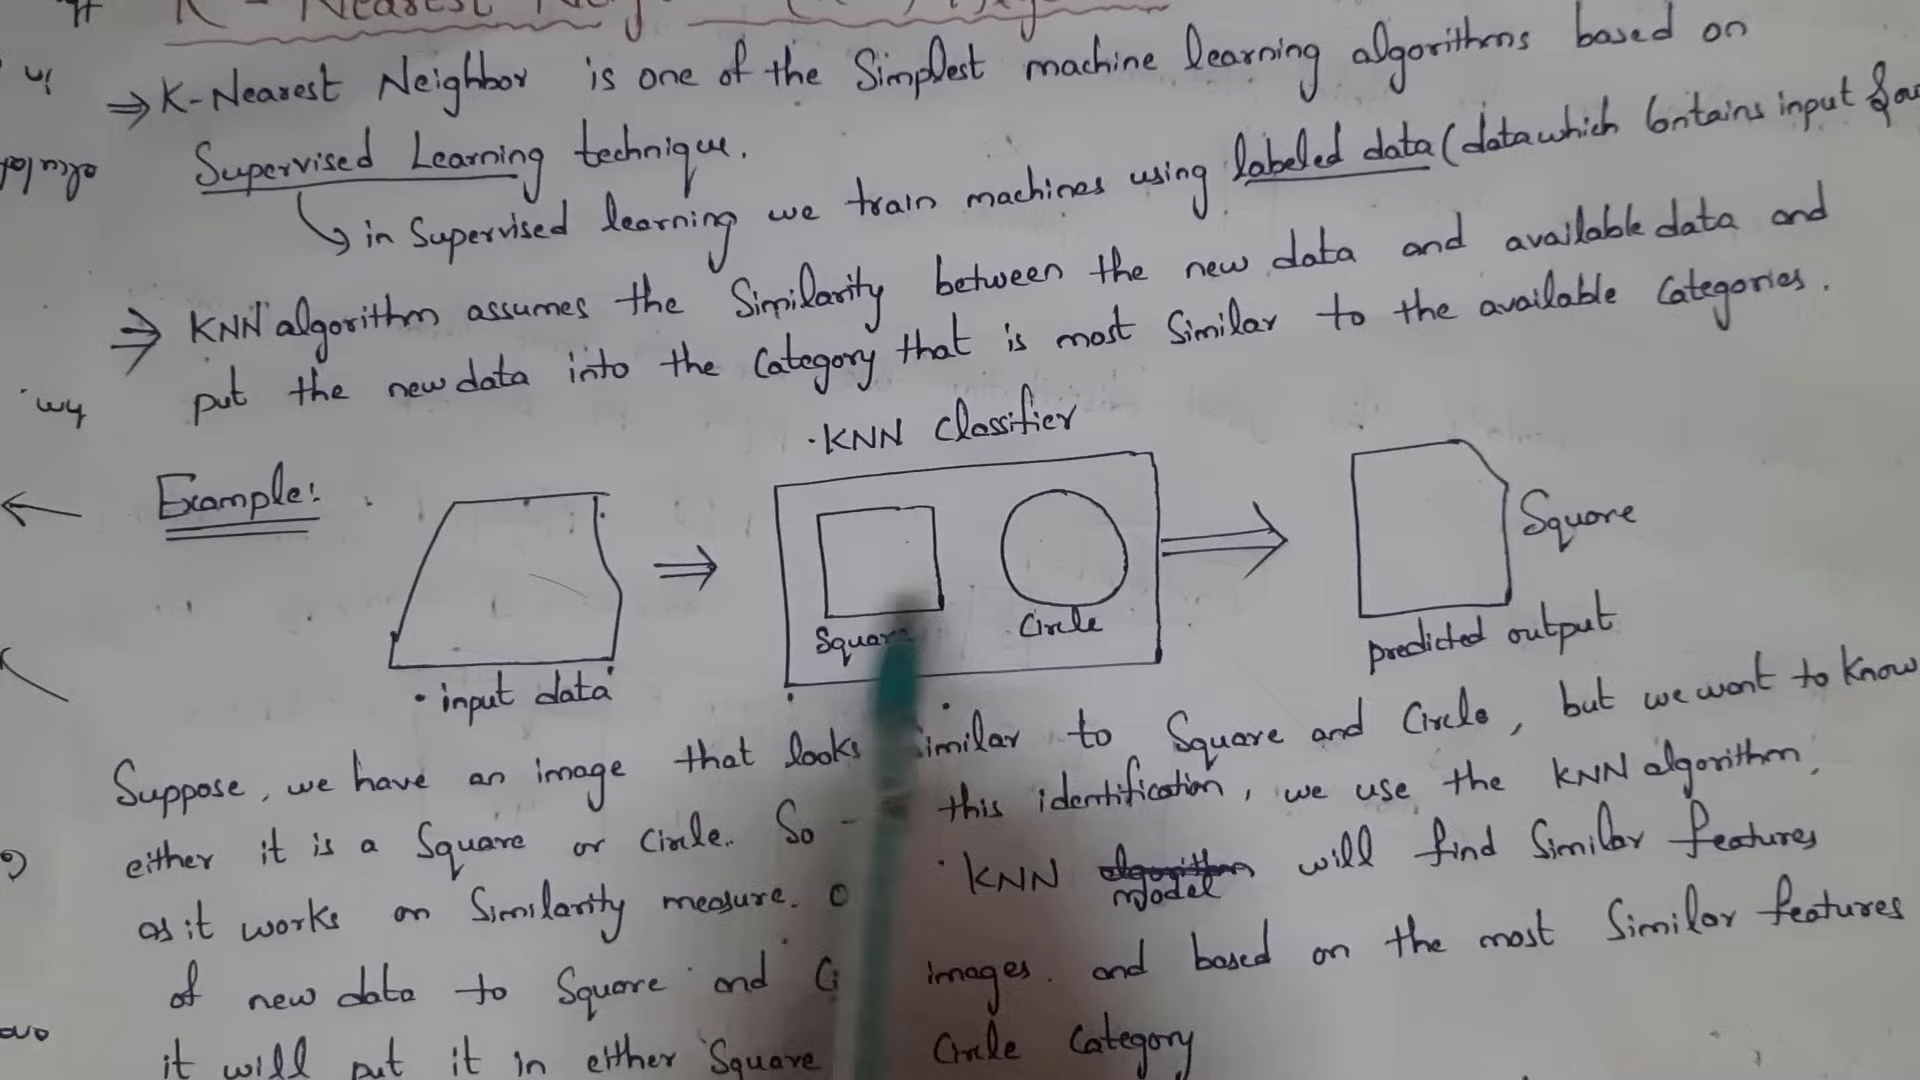 K-Nearest
⇒ K-Nearest Neighbor is one of the Simplest machine learning algorithms based on
Supervised Learning technique.
in Supervised learning we train machines using labeled data (data which Contains input &
⇒ KNN algorithm assumes the Similarity between the new data and available data and
put the new data into the Category that is most Similar to the available Categories.
KNN Classifier
Example:
Square
Square
Circle
input data
predicted output
Suppose, we have an image that looks similar to Square and Circle, but we want to know
either it is a Square or Circle. So this identification, we use the KNN algorithm,
as it works on Similarity measure. KNN model will find Similar features
of new data to Square and images. and based on the most Similar features
it will put it in either Square Circle Category